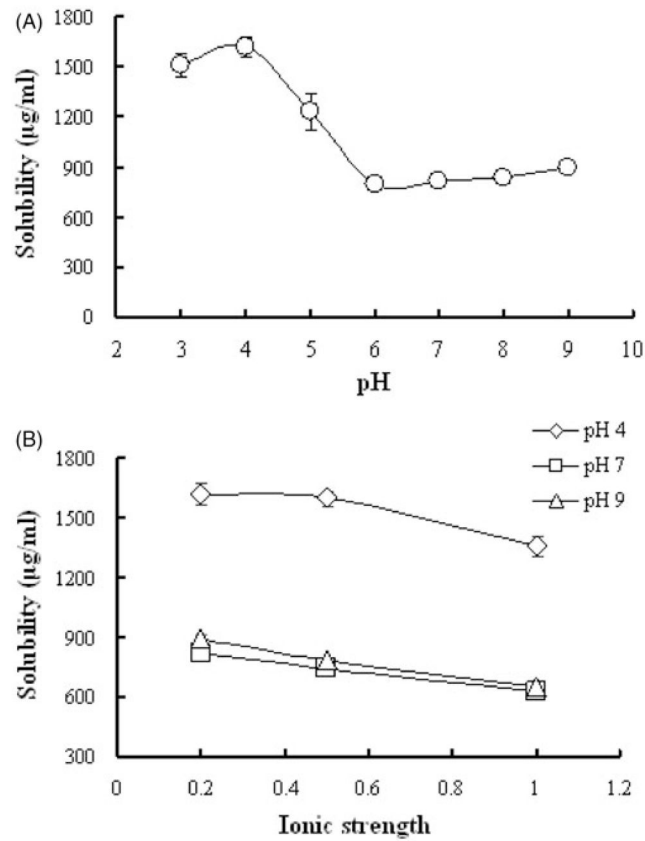 (A)
1800
1500
1200
900
600
300
0
Solubility (µg/ml)
2 3 4 5 6 7 8 9 10
pH
(B)
pH 4
pH 7
pH 9
1800
1500
1200
900
600
300
Solubility (µg/ml)
0 0.2 0.4 0.6 0.8 1 1.2
Ionic strength